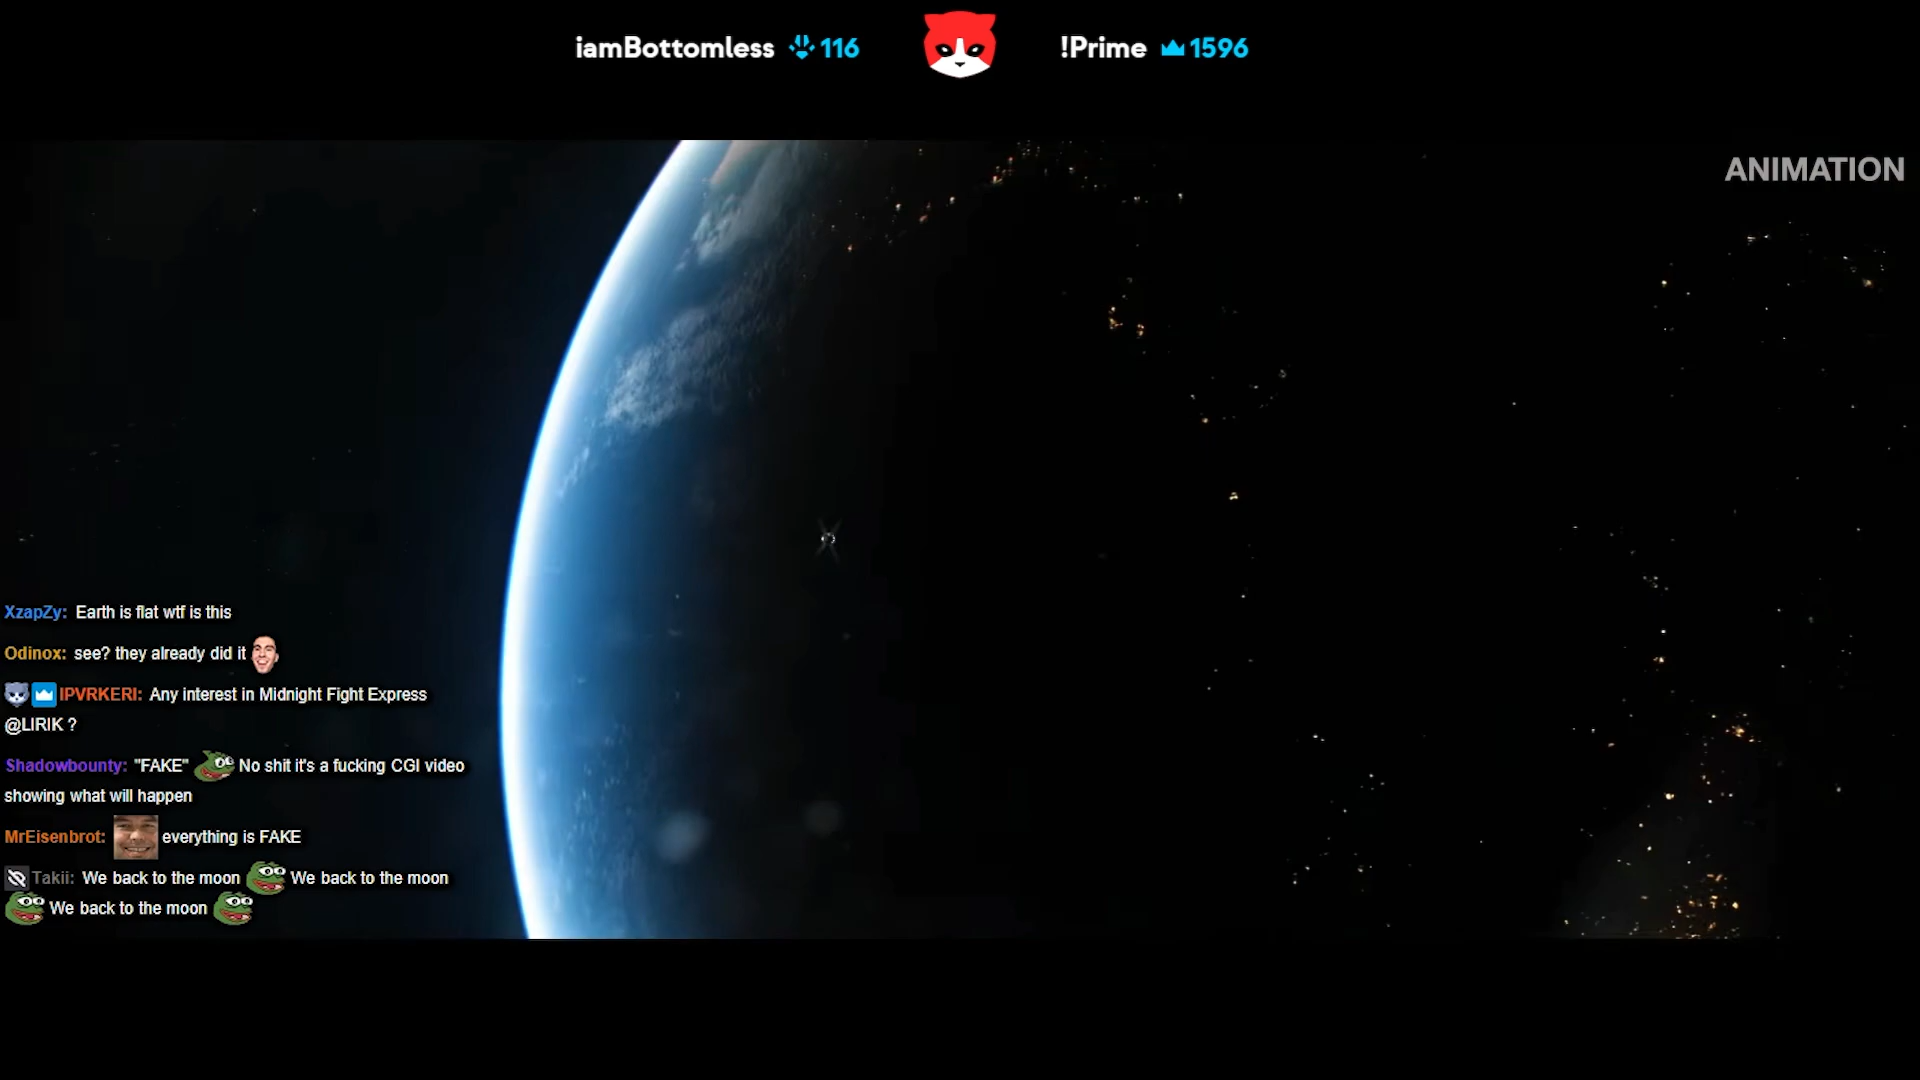 iamBottomless 116 !Prime 1596
ANIMATION
XzapZy: Earth is flat wtf is this
Odinox: see? they already did it
IPVRKERI: Any interest in Midnight Fight Express
@LIRIK ?
Shadowbounty: "FAKE" No shit it's a fucking CGI video
showing what will happen
MrEisenbrot: everything is FAKE
Takii: We back to the moon We back to the moon
We back to the moon